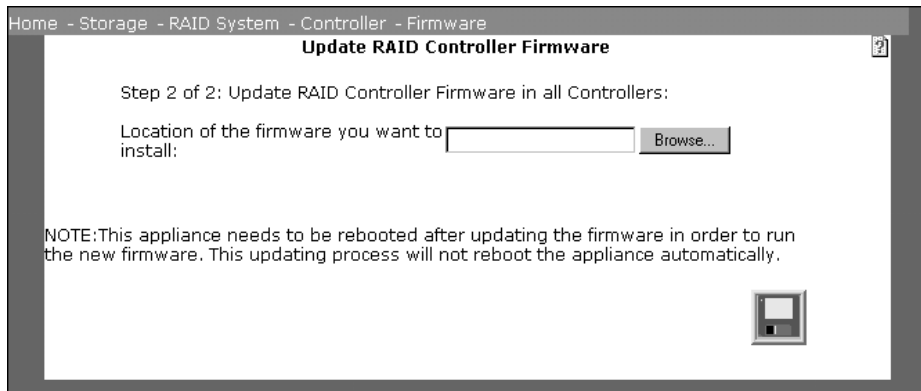 Home - Storage - RAID System - Controller - Firmware
Update RAID Controller Firmware
?
Step 2 of 2: Update RAID Controller Firmware in all Controllers:
Location of the firmware you want to
install:
Browse...
NOTE:This appliance needs to be rebooted after updating the firmware in order to run
the new firmware. This updating process will not reboot the appliance automatically.